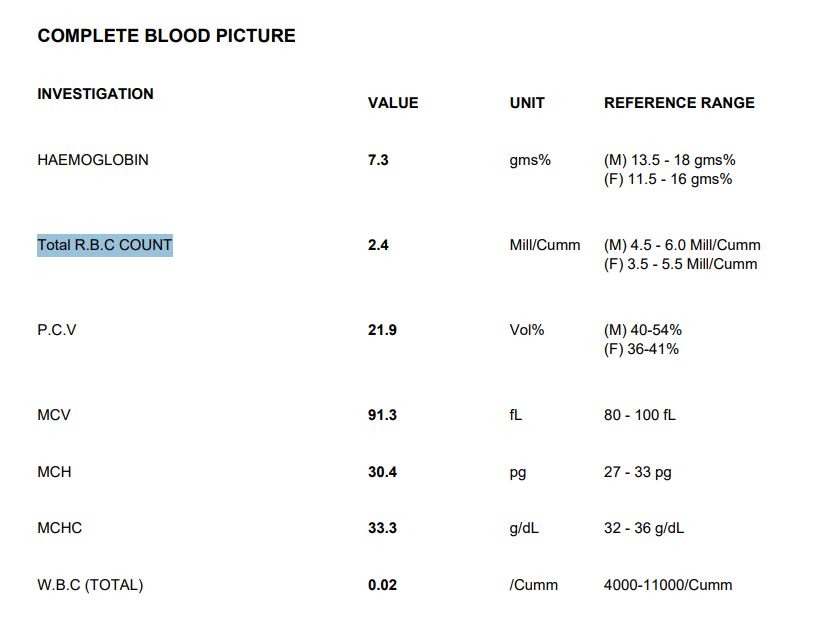 COMPLETE BLOOD PICTURE
INVESTIGATION VALUE UNIT REFERENCE RANGE
HAEMOGLOBIN 7.3 gms% (M) 13.5 - 18 gms%
(F) 11.5 - 16 gms%
Total R.B.C COUNT 2.4 Mill/Cumm (M) 4.5 - 6.0 Mill/Cumm
(F) 3.5 - 5.5 Mill/Cumm
P.C.V 21.9 Vol% (M) 40-54%
(F) 36-41%
MCV 91.3 fL 80 - 100 fL
MCH 30.4 pg 27 - 33 pg
MCHC 33.3 g/dL 32 - 36 g/dL
W.B.C (TOTAL) 0.02 /Cumm 4000-11000/Cumm